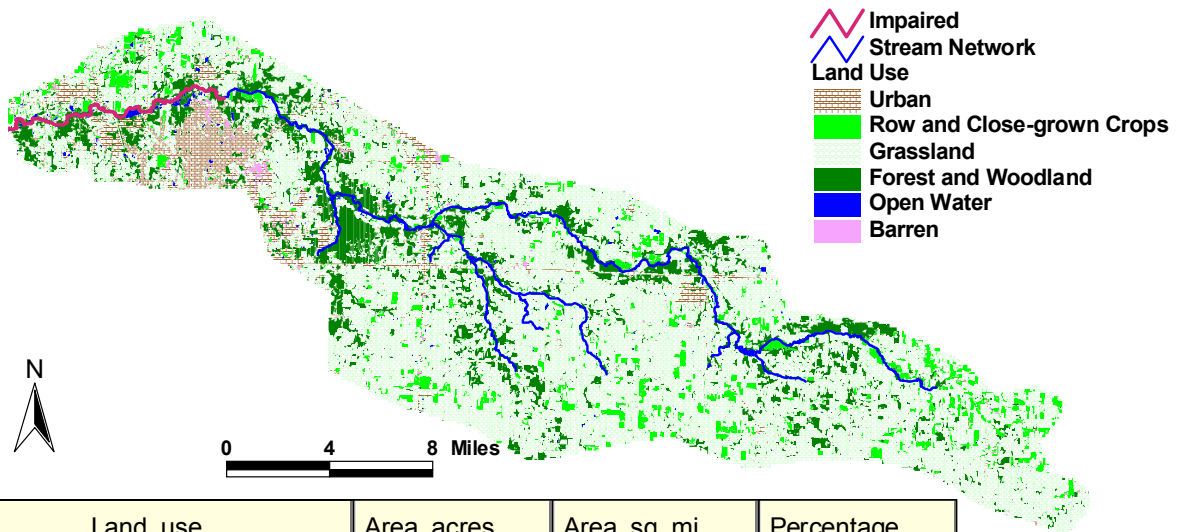 Impaired
Stream Network
Land Use
Urban
Row and Close-grown Crops
Grassland
Forest and Woodland
Open Water
Barren
N
0 4 8 Miles
Land use Area, acres Area, sq mi Percentage